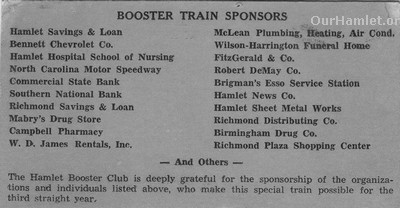 OurHamlet.or
BOOSTER TRAIN SPONSORS
Hamlet Savings & Loan
Bennett Chevrolet Co.
Hamlet Hospital School of Nursing
North Carolina Motor Speedway
Commercial State Bank
Southern National Bank
Richmond Savings & Loan
Mabry's Drug Store
Campbell Pharmacy
W. D. James Rentals, Inc.
McLean Plumbing, Heating, Air Cond.
Wilson-Harrington Funeral Home
FitzGerald & Co.
Robert DeMay Co.
Brigman's Esso Service Station
Hamlet News Co.
Hamlet Sheet Metal Works
Richmond Distributing Co.
Birmingham Drug Co.
Richmond Plaza Shopping Center
— And Others —
The Hamlet Booster Club is deeply grateful for the sponsorship of the organiza-
tions and individuals listed above, who make this special train possible for the
third straight year.